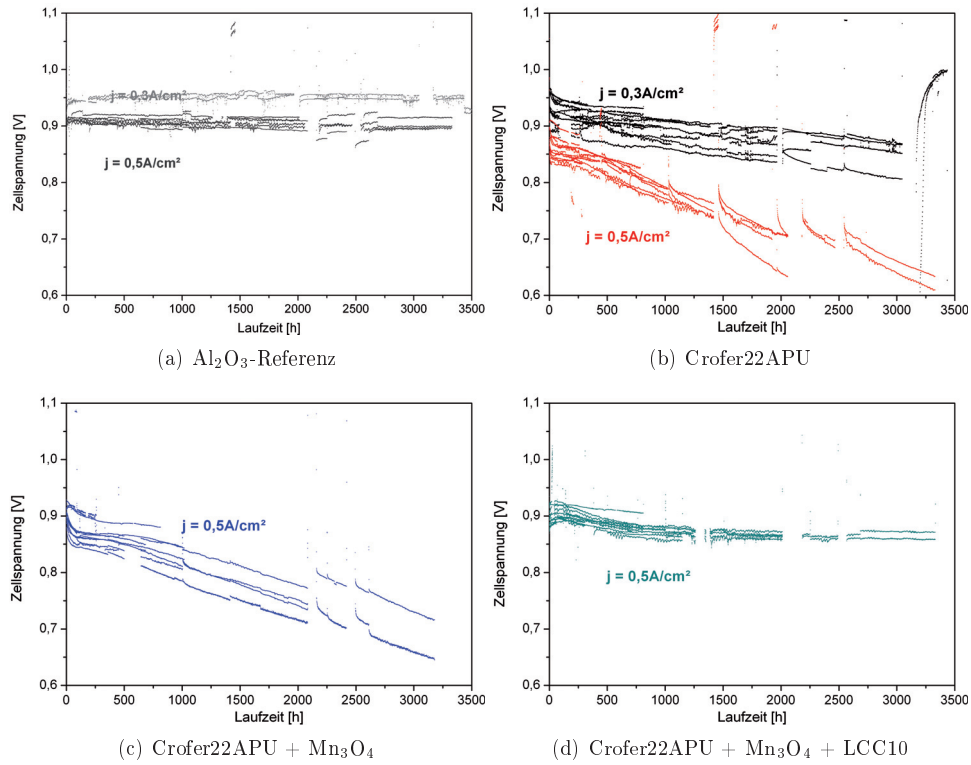 1,1
1,0
0,9
0,8
0,7
0,6
Zellspannung [V]
j = 0,3A/cm²
j = 0,5A/cm²
0 500 1000 1500 2000 2500 3000 3500
Laufzeit [h]
(a) Al₂O₃-Referenz
1,1
1,0
0,9
0,8
0,7
0,6
Zellspannung [V]
j = 0,3A/cm²
j = 0,5A/cm²
0 500 1000 1500 2000 2500 3000 3500
Laufzeit [h]
(b) Crofer22APU
1,1
1,0
0,9
0,8
0,7
0,6
Zellspannung [V]
j = 0,5A/cm²
0 500 1000 1500 2000 2500 3000 3500
Laufzeit [h]
(c) Crofer22APU + Mn₃O₄
1,1
1,0
0,9
0,8
0,7
0,6
Zellspannung [V]
j = 0,5A/cm²
0 500 1000 1500 2000 2500 3000 3500
Laufzeit [h]
(d) Crofer22APU + Mn₃O₄ + LCC10